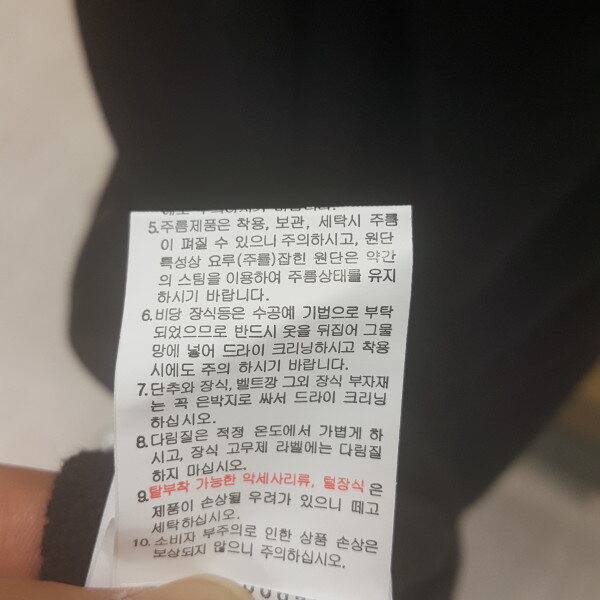 5.주름제품은 착용, 보관, 세탁시 주름
이 펴질 수 있으니 주의하시고, 원단
특성상 요루(주름)잡힌 원단은 약간
의 스팀을 이용하여 주름상태를 유지
하시기 바랍니다.
6.비당 장식등은 수공예 기법으로 부탁
되었으므로 반드시 옷을 뒤집어 그물
망에 넣어 드라이 크리닝하시고 착용
시에도 주의 하시기 바랍니다.
7.단추와 장식, 벨트깡 그외 장식 부자재
는 꼭 은박지로 싸서 드라이 크리닝
하십시오.
8.다림질은 적정 온도에서 가볍게 하
시고, 장식 고무제 라벨에는 다림질
하지 마십시오.
9.탈부착 가능한 악세사리류, 털장식은
제품이 손상될 우려가 있으니 떼고
세탁하십시오.
10.소비자 부주의로 인한 상품 손상은
보상되지 않으니 주의하십시오.